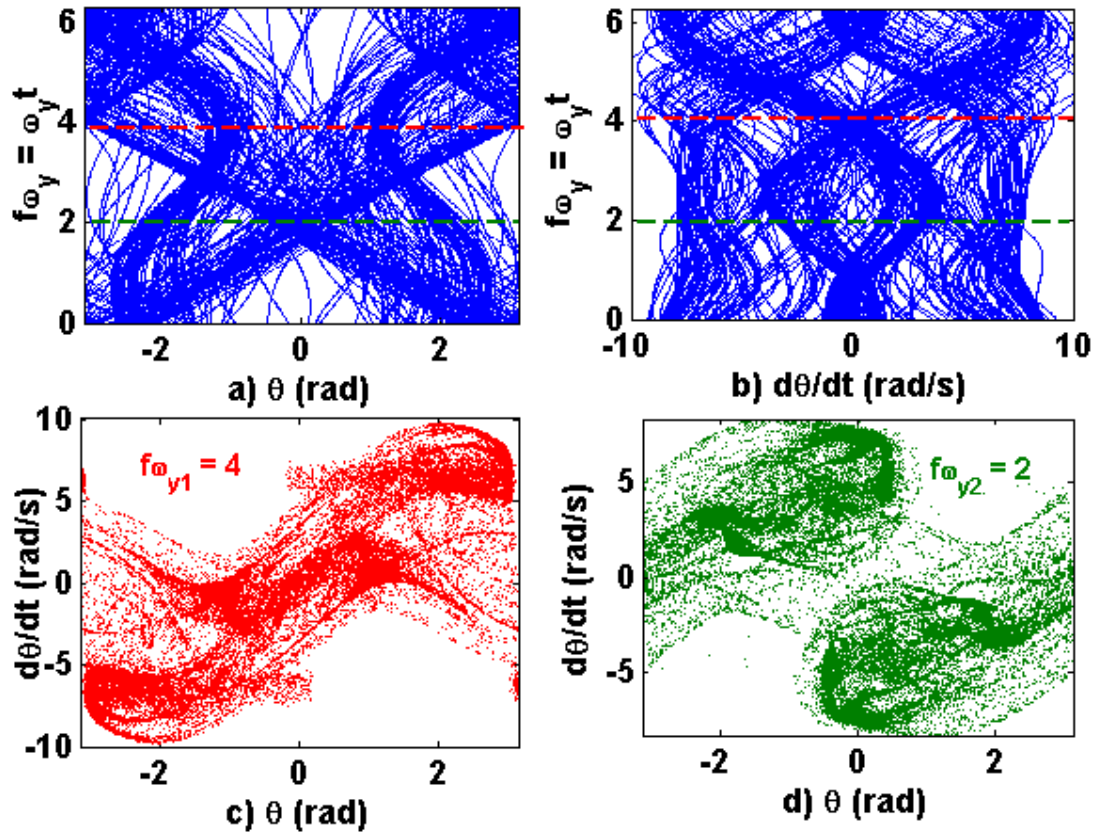 6
4
2
0
fω_y = ω_y t
-2
0
2
a) θ (rad)
6
4
2
0
fω_y = ω_y t
-10
0
10
b) dθ/dt (rad/s)
10
5
0
-5
-10
dθ/dt (rad/s)
fω_y1 = 4
-2
0
2
c) θ (rad)
5
0
-5
dθ/dt (rad/s)
fω_y2 = 2
-2
0
2
d) θ (rad)